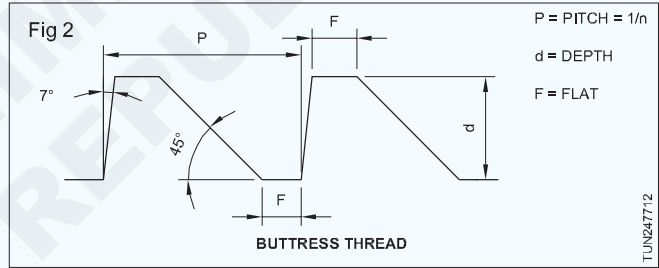 Fig 2
P
F
P = PITCH = 1/n
d = DEPTH
F = FLAT
7°
45°
d
F
BUTTRESS THREAD
TUN247712